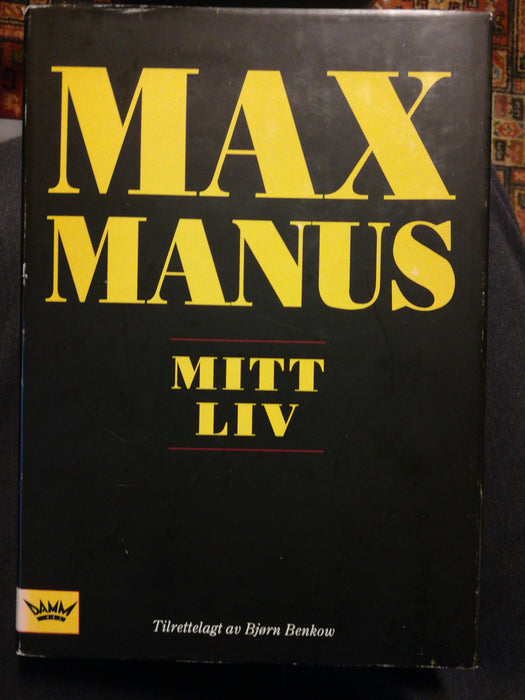 MAX
MANUS
MITT
LIV
DAMM
Tilrettelagt av Bjørn Benkow